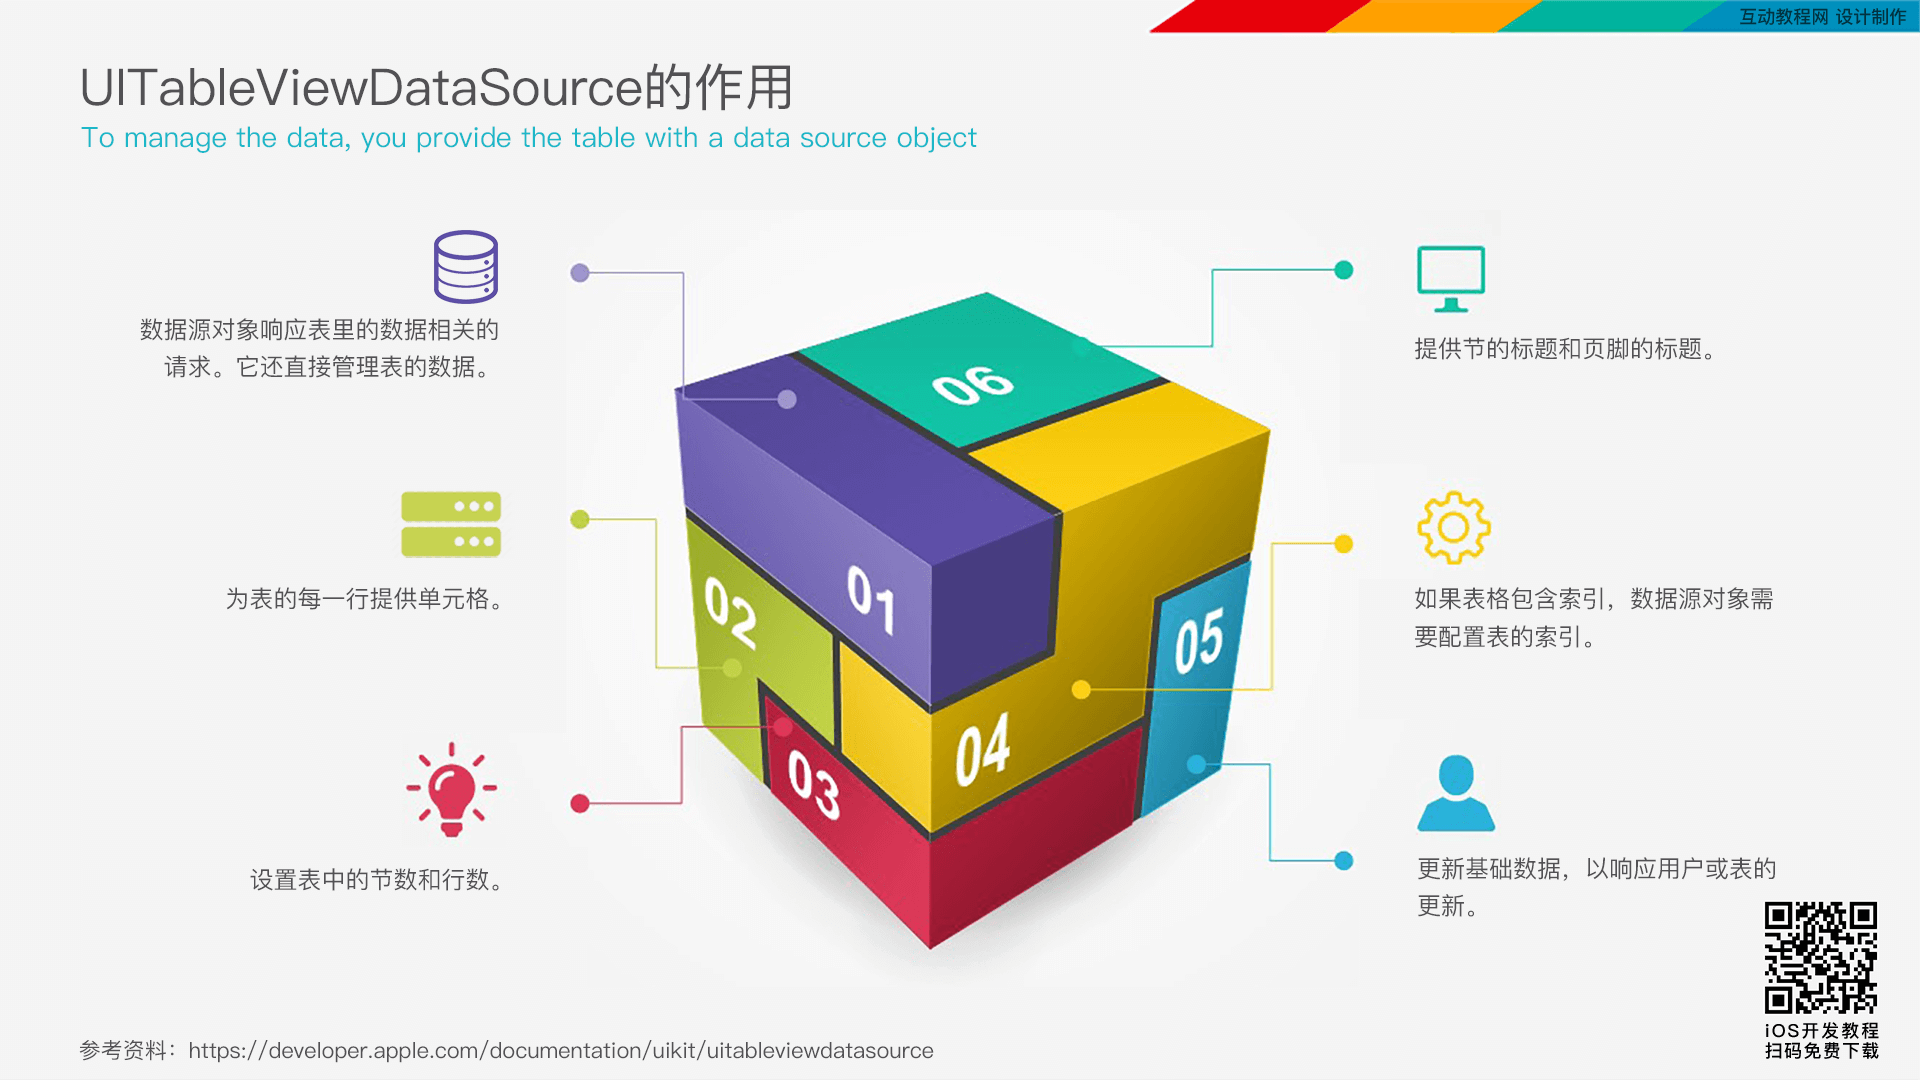 互动教程网 设计制作
UITableViewDataSource的作用
To manage the data, you provide the table with a data source object
数据源对象响应表里的数据相关的
请求。它还直接管理表的数据。
为表的每一行提供单元格。
设置表中的节数和行数。
06
01
02
05
04
03
提供节的标题和页脚的标题。
如果表格包含索引，数据源对象需
要配置表的索引。
更新基础数据，以响应用户或表的
更新。
iOS开发教程
扫码免费下载
参考资料：https://developer.apple.com/documentation/uikit/uitableviewdatasource